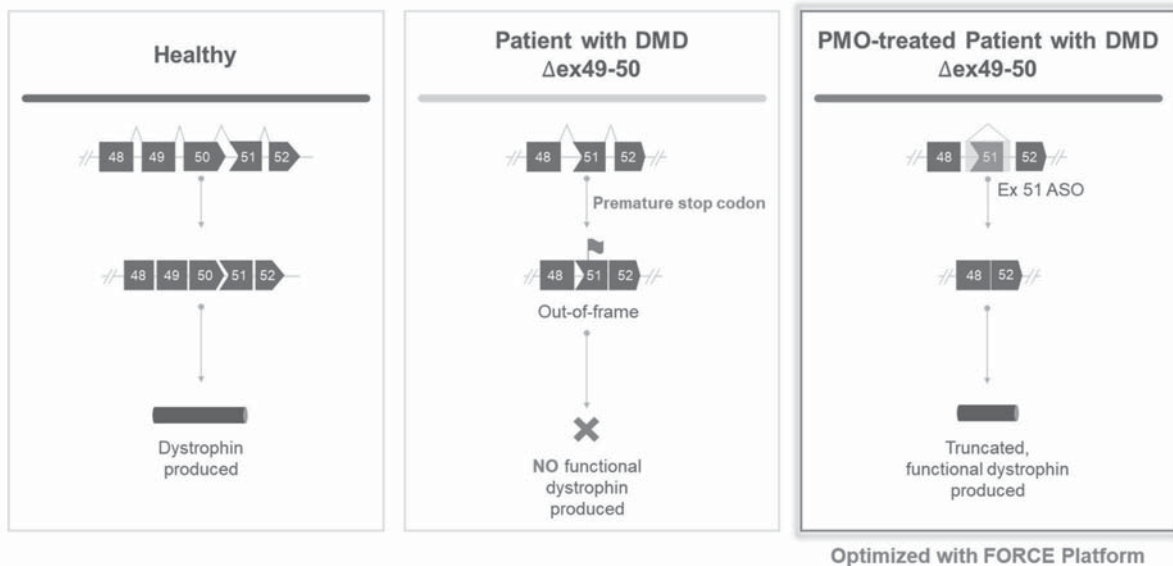 Healthy
48 49 50 51 52
48 49 50 51 52
Dystrophin
produced
Patient with DMD
Δex49-50
48 51 52
Premature stop codon
48 51 52
Out-of-frame
NO functional
dystrophin
produced
PMO-treated Patient with DMD
Δex49-50
48 51 52
Ex 51 ASO
48 52
Truncated,
functional dystrophin
produced
Optimized with FORCE Platform